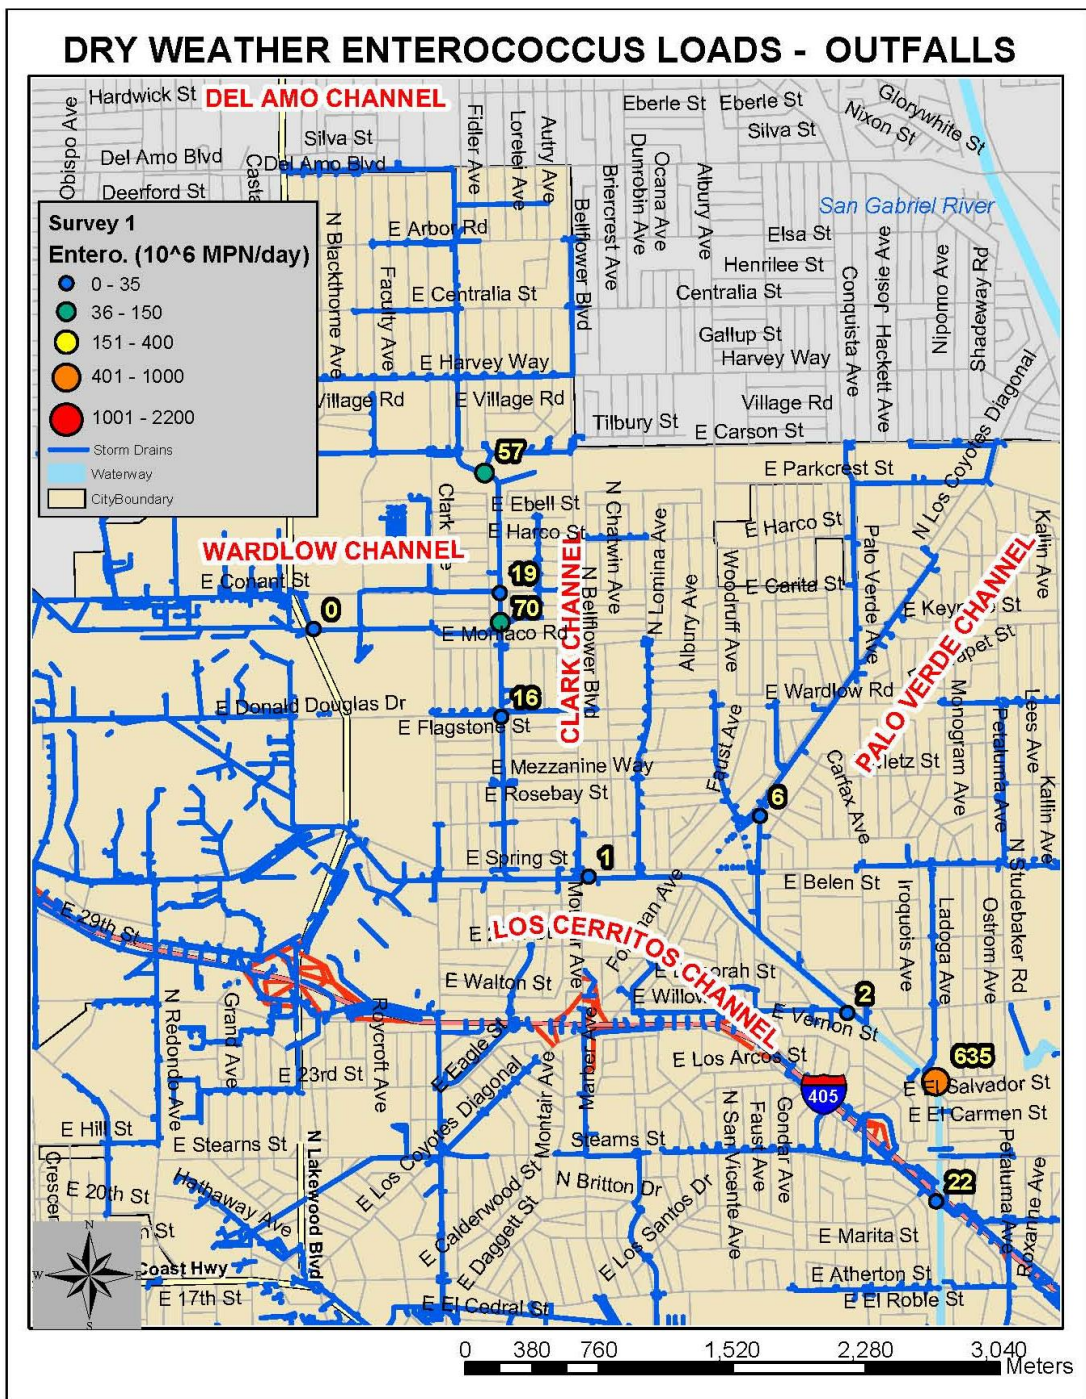 DRY WEATHER ENTEROCOCCUS LOADS - OUTFALLS
Hardwick St
DEL AMO CHANNEL
Obispo Ave
Silva St
Del Amo Blvd
Del Amo Blvd
Deerford St
Fidler Ave
Lorelei Ave
Autry Ave
Eberle St
Eberle St
Silva St
Glorywhite St
Nixon St
Dunrobin Ave
Ocana Ave
Albury Ave
Briercrest Ave
San Gabriel River
Survey 1
Entero. (10^6 MPN/day)
0 - 35
36 - 150
151 - 400
401 - 1000
1001 - 2200
Storm Drains
Waterway
CityBoundary
N Blackthorne Ave
Faculty Ave
E Arbor Rd
E Centralia St
E Harvey Way
Village Rd
E Village Rd
Bellflower Blvd
Elsa St
Henrilee St
Centralia St
Gallup St
Harvey Way
Village Rd
Tilbury St
E Carson St
Conquista Ave
Josie Ave
Hackett Ave
Nipomo Ave
Shadeway Rd
N Los Coyotes Diagonal
57
E Parkcrest St
E Ebell St
E Harco St
Clark
N Chatwin Ave
N Lomina Ave
E Harco St
Kallin Ave
WARDLOW CHANNEL
E Conant St
19
CLARK CHANNEL
N Bellflower Blvd
Albury Ave
Woodruff Ave
E Carita St
Palo Verde Ave
PALO VERDE CHANNEL
0
70
E Monlaco Rd
E Donald Douglas Dr
16
E Flagstone St
E Wardlow Rd
Monogram Ave
Petaluma Ave
Lees Ave
E Mezzanine Way
E Rosebay St
Faust Ave
Carfax Ave
Kallin Ave
6
E Spring St
1
E Belen St
N Studebaker Rd
E 29th St
LOS CERRITOS CHANNEL
Iroquois Ave
Ladoga Ave
Ostrom Ave
E Walton St
E Willow
2
E Vernon St
N Redondo Ave
Grand Ave
Roycroft Ave
E Eagle St
E Los Arcos St
635
E El Salvador St
405
E El Carmen St
E 23rd St
E Los Coyotes Diagonal
Montair Ave
Marber Ave
E Hill St
E Stearns St
Stearns St
N San Vicente Ave
Faust Ave
Gondar Ave
N Lakewood Blvd
E 20th St
Hathaway Ave
E Calderwood St
E Daggett St
N Britton Dr
E Los Santos Dr
22
Petaluma Ave
Roxanne Ave
E Marita St
N
W
E
S
Coast Hwy
E 17th St
E El Cedral St
E Atherton St
E El Roble St
0 380 760 1,520 2,280 3,040
Meters